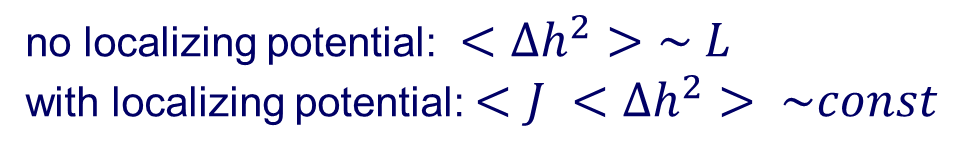 no localizing potential: < Δh² > ~ L
with localizing potential: < J < Δh² > ~const